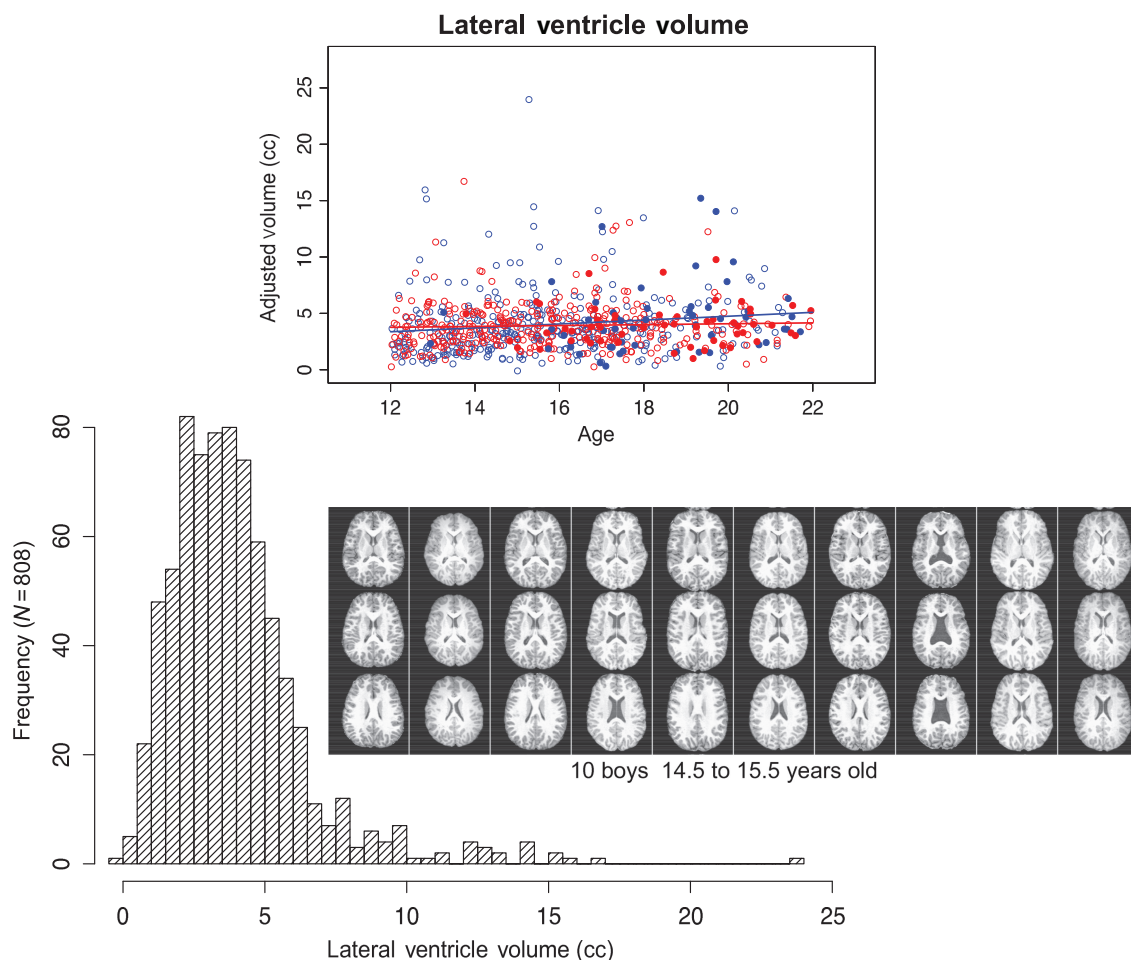 Lateral ventricle volume
Adjusted volume (cc)
25
20
15
10
5
0
12 14 16 18 20 22
Age
Frequency (N = 808)
80
60
40
20
0
10 boys 14.5 to 15.5 years old
0 5 10 15 20 25
Lateral ventricle volume (cc)